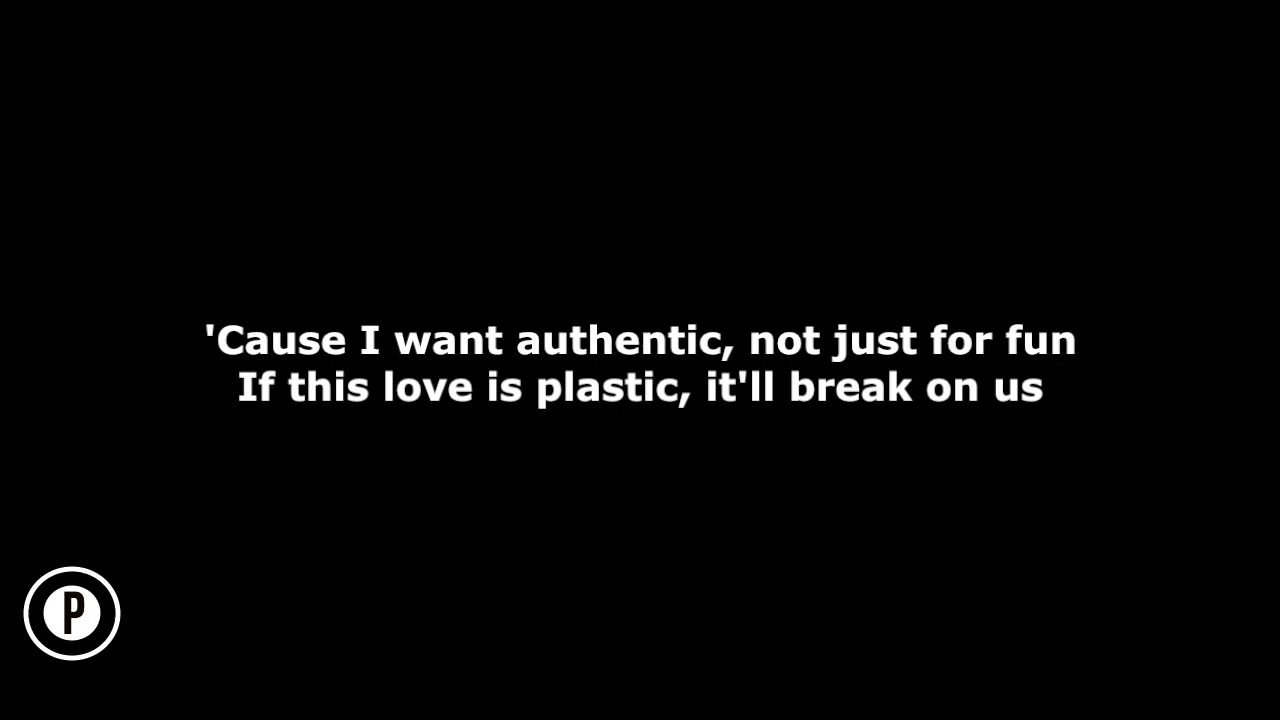 'Cause I want authentic, not just for fun
If this love is plastic, it'll break on us
P